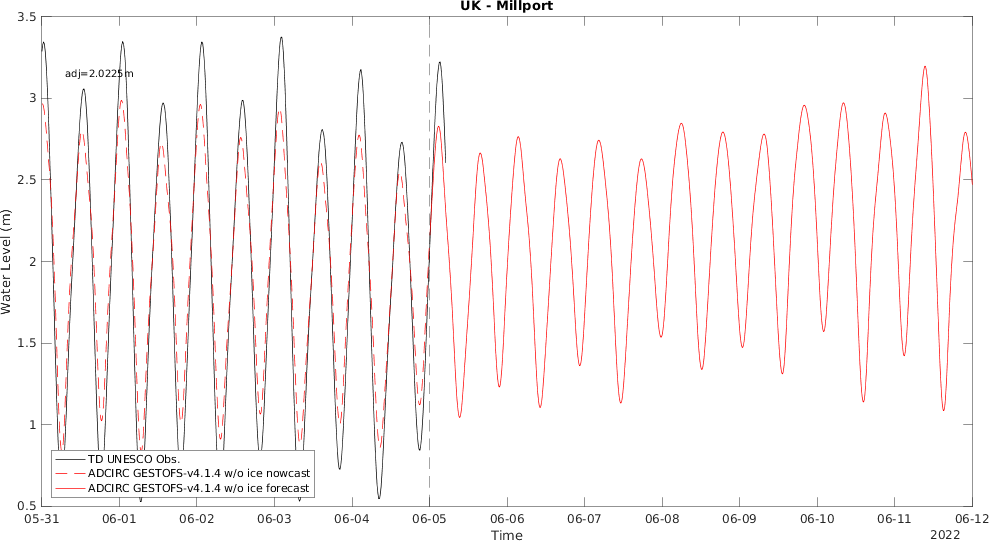 UK - Millport
3.5
3
2.5
2
1.5
1
0.5
Water Level (m)
adj=2.0225m
TD UNESCO Obs.
ADCIRC GESTOFS-v4.1.4 w/o ice nowcast
ADCIRC GESTOFS-v4.1.4 w/o ice forecast
05-31 06-01 06-02 06-03 06-04 06-05 06-06 06-07 06-08 06-09 06-10 06-11 06-12
Time
2022